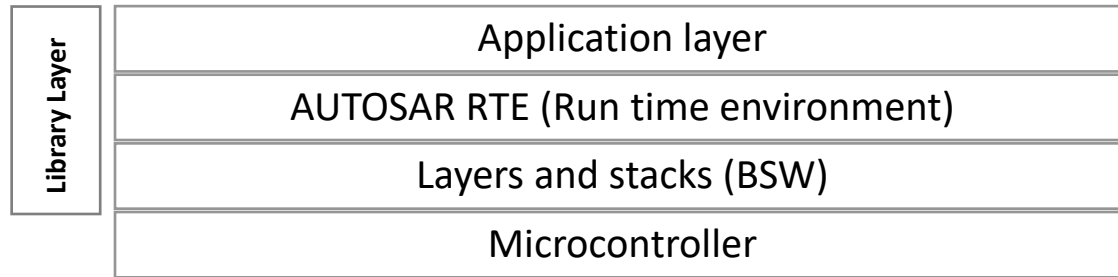 Library Layer
Application layer
AUTOSAR RTE (Run time environment)
Layers and stacks (BSW)
Microcontroller